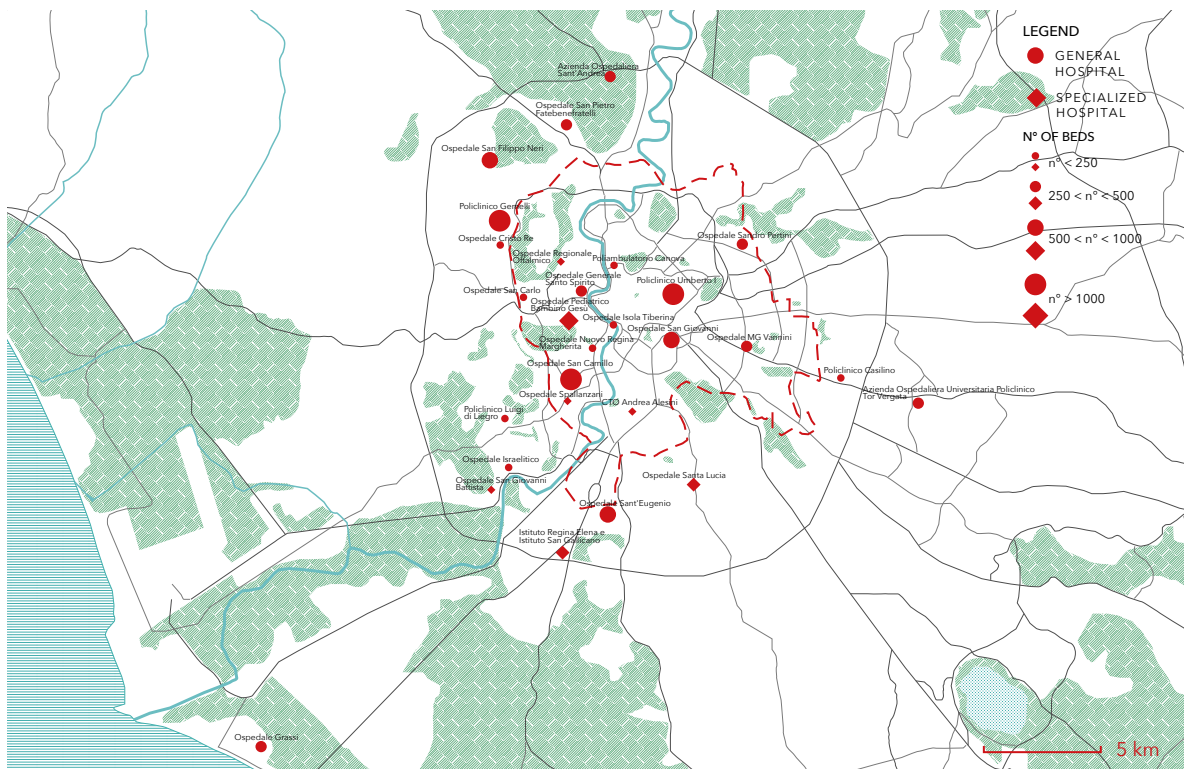 LEGEND
GENERAL
HOSPITAL
SPECIALIZED
HOSPITAL
N° OF BEDS
n° < 250
250 < n° < 500
500 < n° < 1000
n° > 1000
Azienda Ospedaliera
Sant'Andrea
Ospedale San Pietro
Fatebenefratelli
Ospedale San Filippo Neri
Policlinico Gemelli
Ospedale Cristo Re
Ospedale Sandro Pertini
Ospedale Regionale
Oftalmico
Poliambulatorio Canova
Ospedale Generale
Santo Spirito
Policlinico Umberto I
Ospedale San Carlo
Ospedale Pediatrico
Bambino Gesù
Ospedale Isola Tiberina
Ospedale San Giovanni
Ospedale Nuovo Regina
Margherita
Ospedale MG Vannini
Ospedale San Camillo
Policlinico Casilino
Ospedale Spallanzani
Azienda Ospedaliera Universitaria Policlinico
Tor Vergata
CTO Andrea Alesini
Policlinico Luigi
di Liegro
Ospedale Israelitico
Ospedale San Giovanni
Battista
Ospedale Santa Lucia
Ospedale Sant'Eugenio
Istituto Regina Elena e
Istituto San Gallicano
Ospedale Grassi
5 km